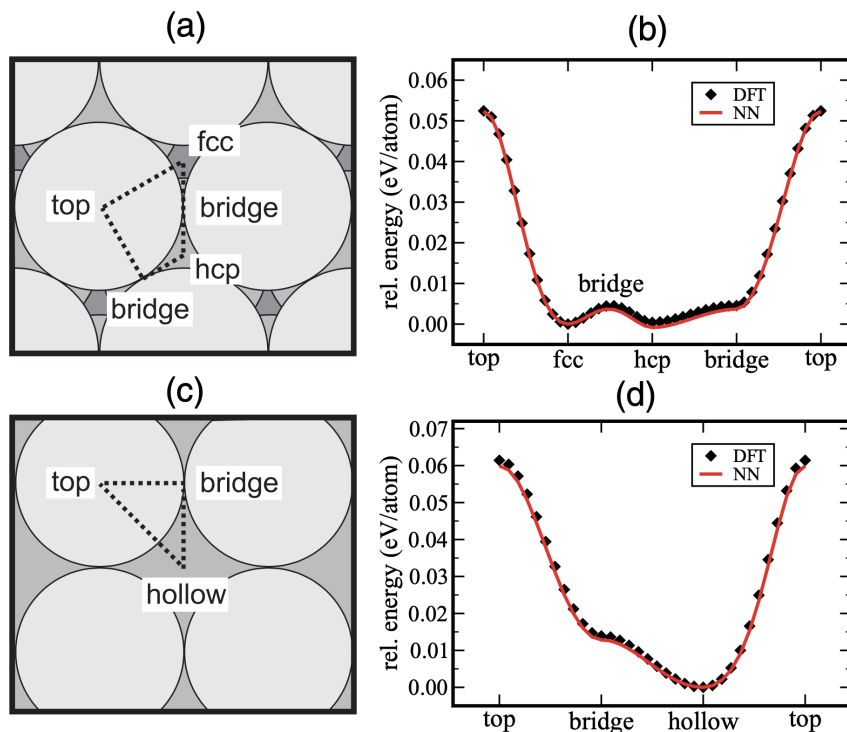 (a)
fcc
top
bridge
hcp
bridge
(b)
rel. energy (eV/atom)
0.06
0.05
0.04
0.03
0.02
0.01
0.00
DFT
NN
bridge
top
fcc
hcp
bridge
top
(c)
top
bridge
hollow
(d)
rel. energy (eV/atom)
0.07
0.06
0.05
0.04
0.03
0.02
0.01
0.00
DFT
NN
top
bridge
hollow
top